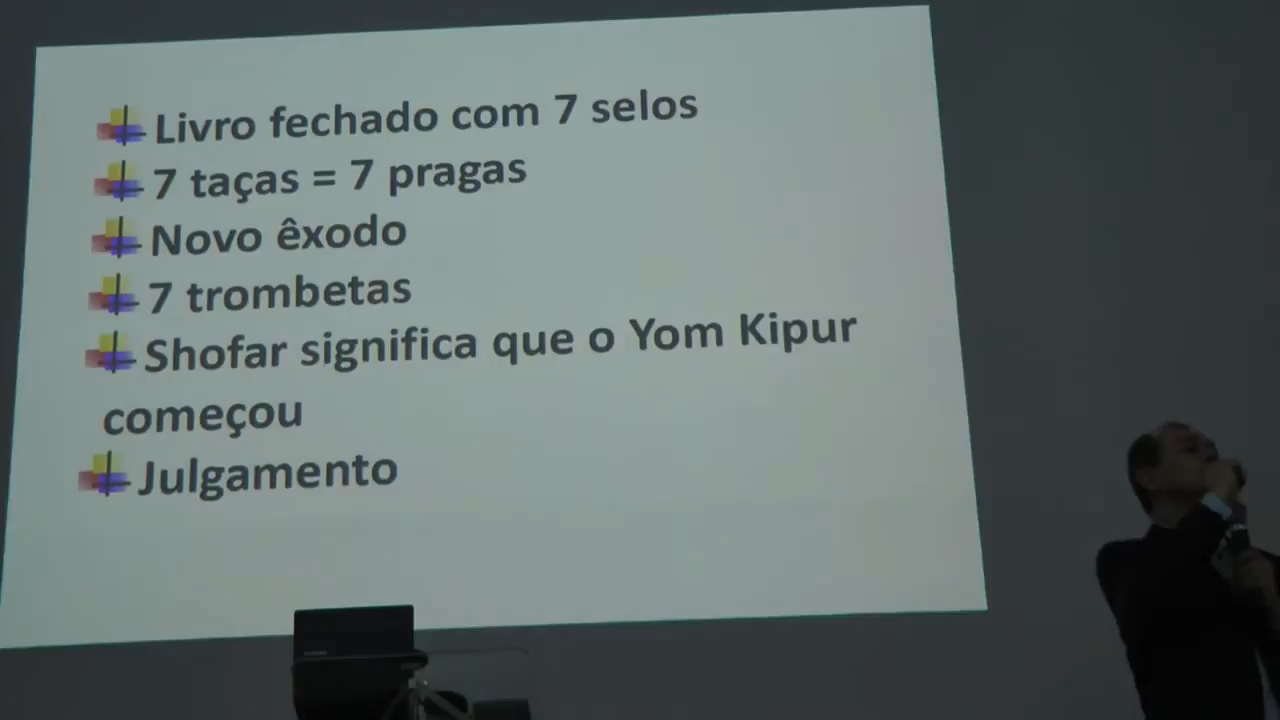 Livro fechado com 7 selos
7 taças = 7 pragas
Novo êxodo
7 trombetas
Shofar significa que o Yom Kipur
começou
Julgamento